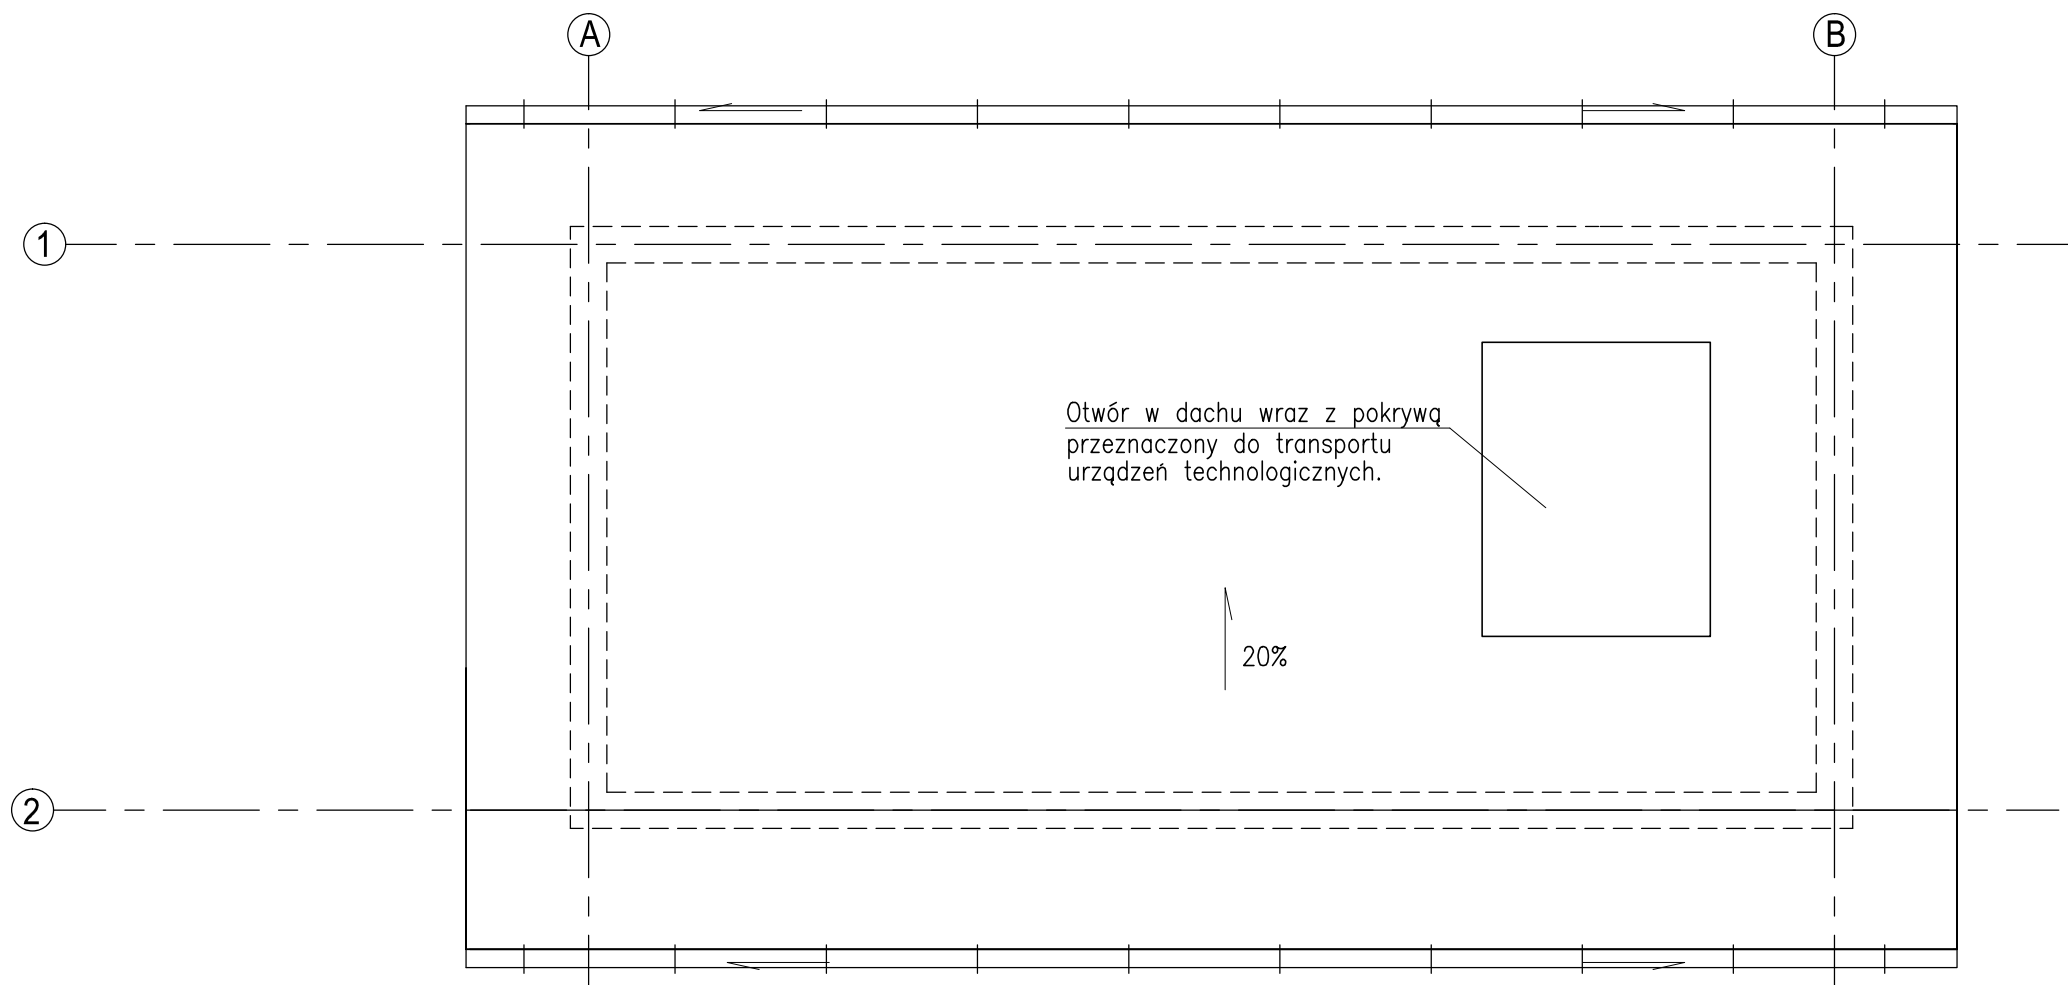 A
B
1
Otwór w dachu wraz z pokrywą
przeznaczony do transportu
urządzeń technologicznych.
20%
2